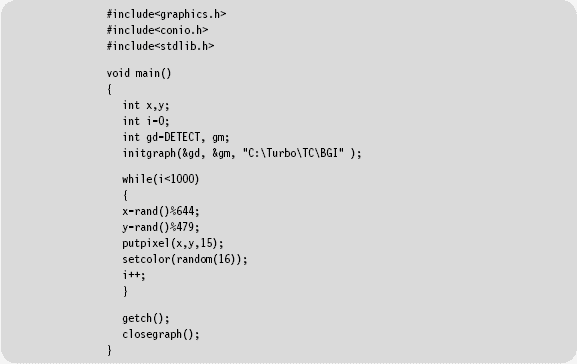 #include<graphics.h>
#include<conio.h>
#include<stdlib.h>
void main()
{
int x,y;
int i=0;
int gd=DETECT, gm;
initgraph(&gd, &gm, "C:\Turbo\TC\BGI" );
while(i<1000)
{
x=rand()%644;
y=rand()%479;
putpixel(x,y,15);
setcolor(random(16));
i++;
}
getch();
closegraph();
}